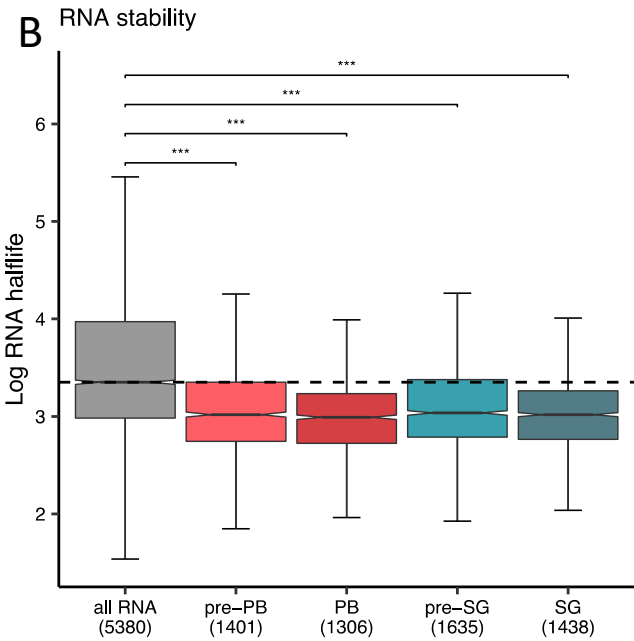 B RNA stability
***
***
***
***
Log RNA halflife
6
5
4
3
2
all RNA pre–PB PB pre–SG SG
(5380) (1401) (1306) (1635) (1438)